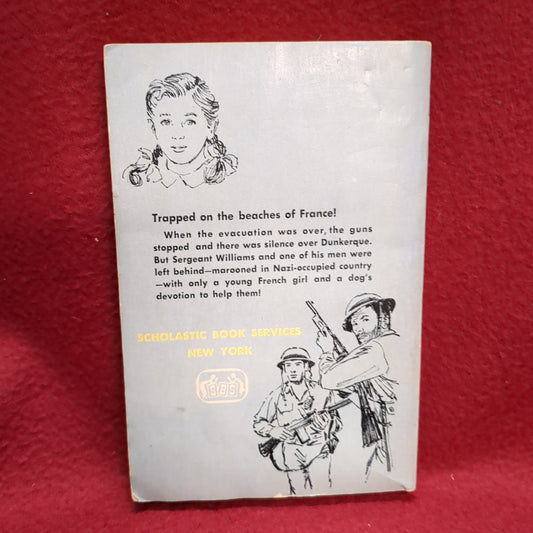 Trapped on the beaches of France!
When the evacuation was over, the guns
stopped and there was silence over Dunkerque.
But Sergeant Williams and one of his men were
left behind—marooned in Nazi-occupied country
—with only a young French girl and a dog's
devotion to help them!
SCHOLASTIC BOOK SERVICES
NEW YORK
SBS